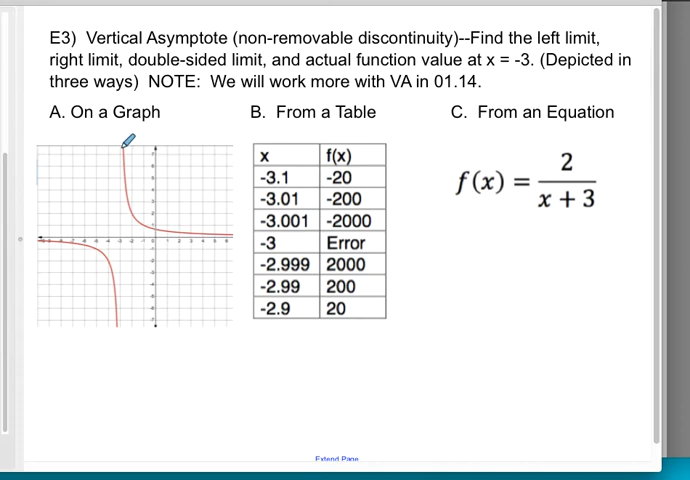 E3) Vertical Asymptote (non-removable discontinuity)--Find the left limit,
right limit, double-sided limit, and actual function value at x = -3. (Depicted in
three ways) NOTE: We will work more with VA in 01.14.
A. On a Graph B. From a Table C. From an Equation
x f(x)
-3.1 -20
-3.01 -200
-3.001 -2000
-3 Error
-2.999 2000
-2.99 200
-2.9 20
f(x) = 2 / (x + 3)
Extend Page